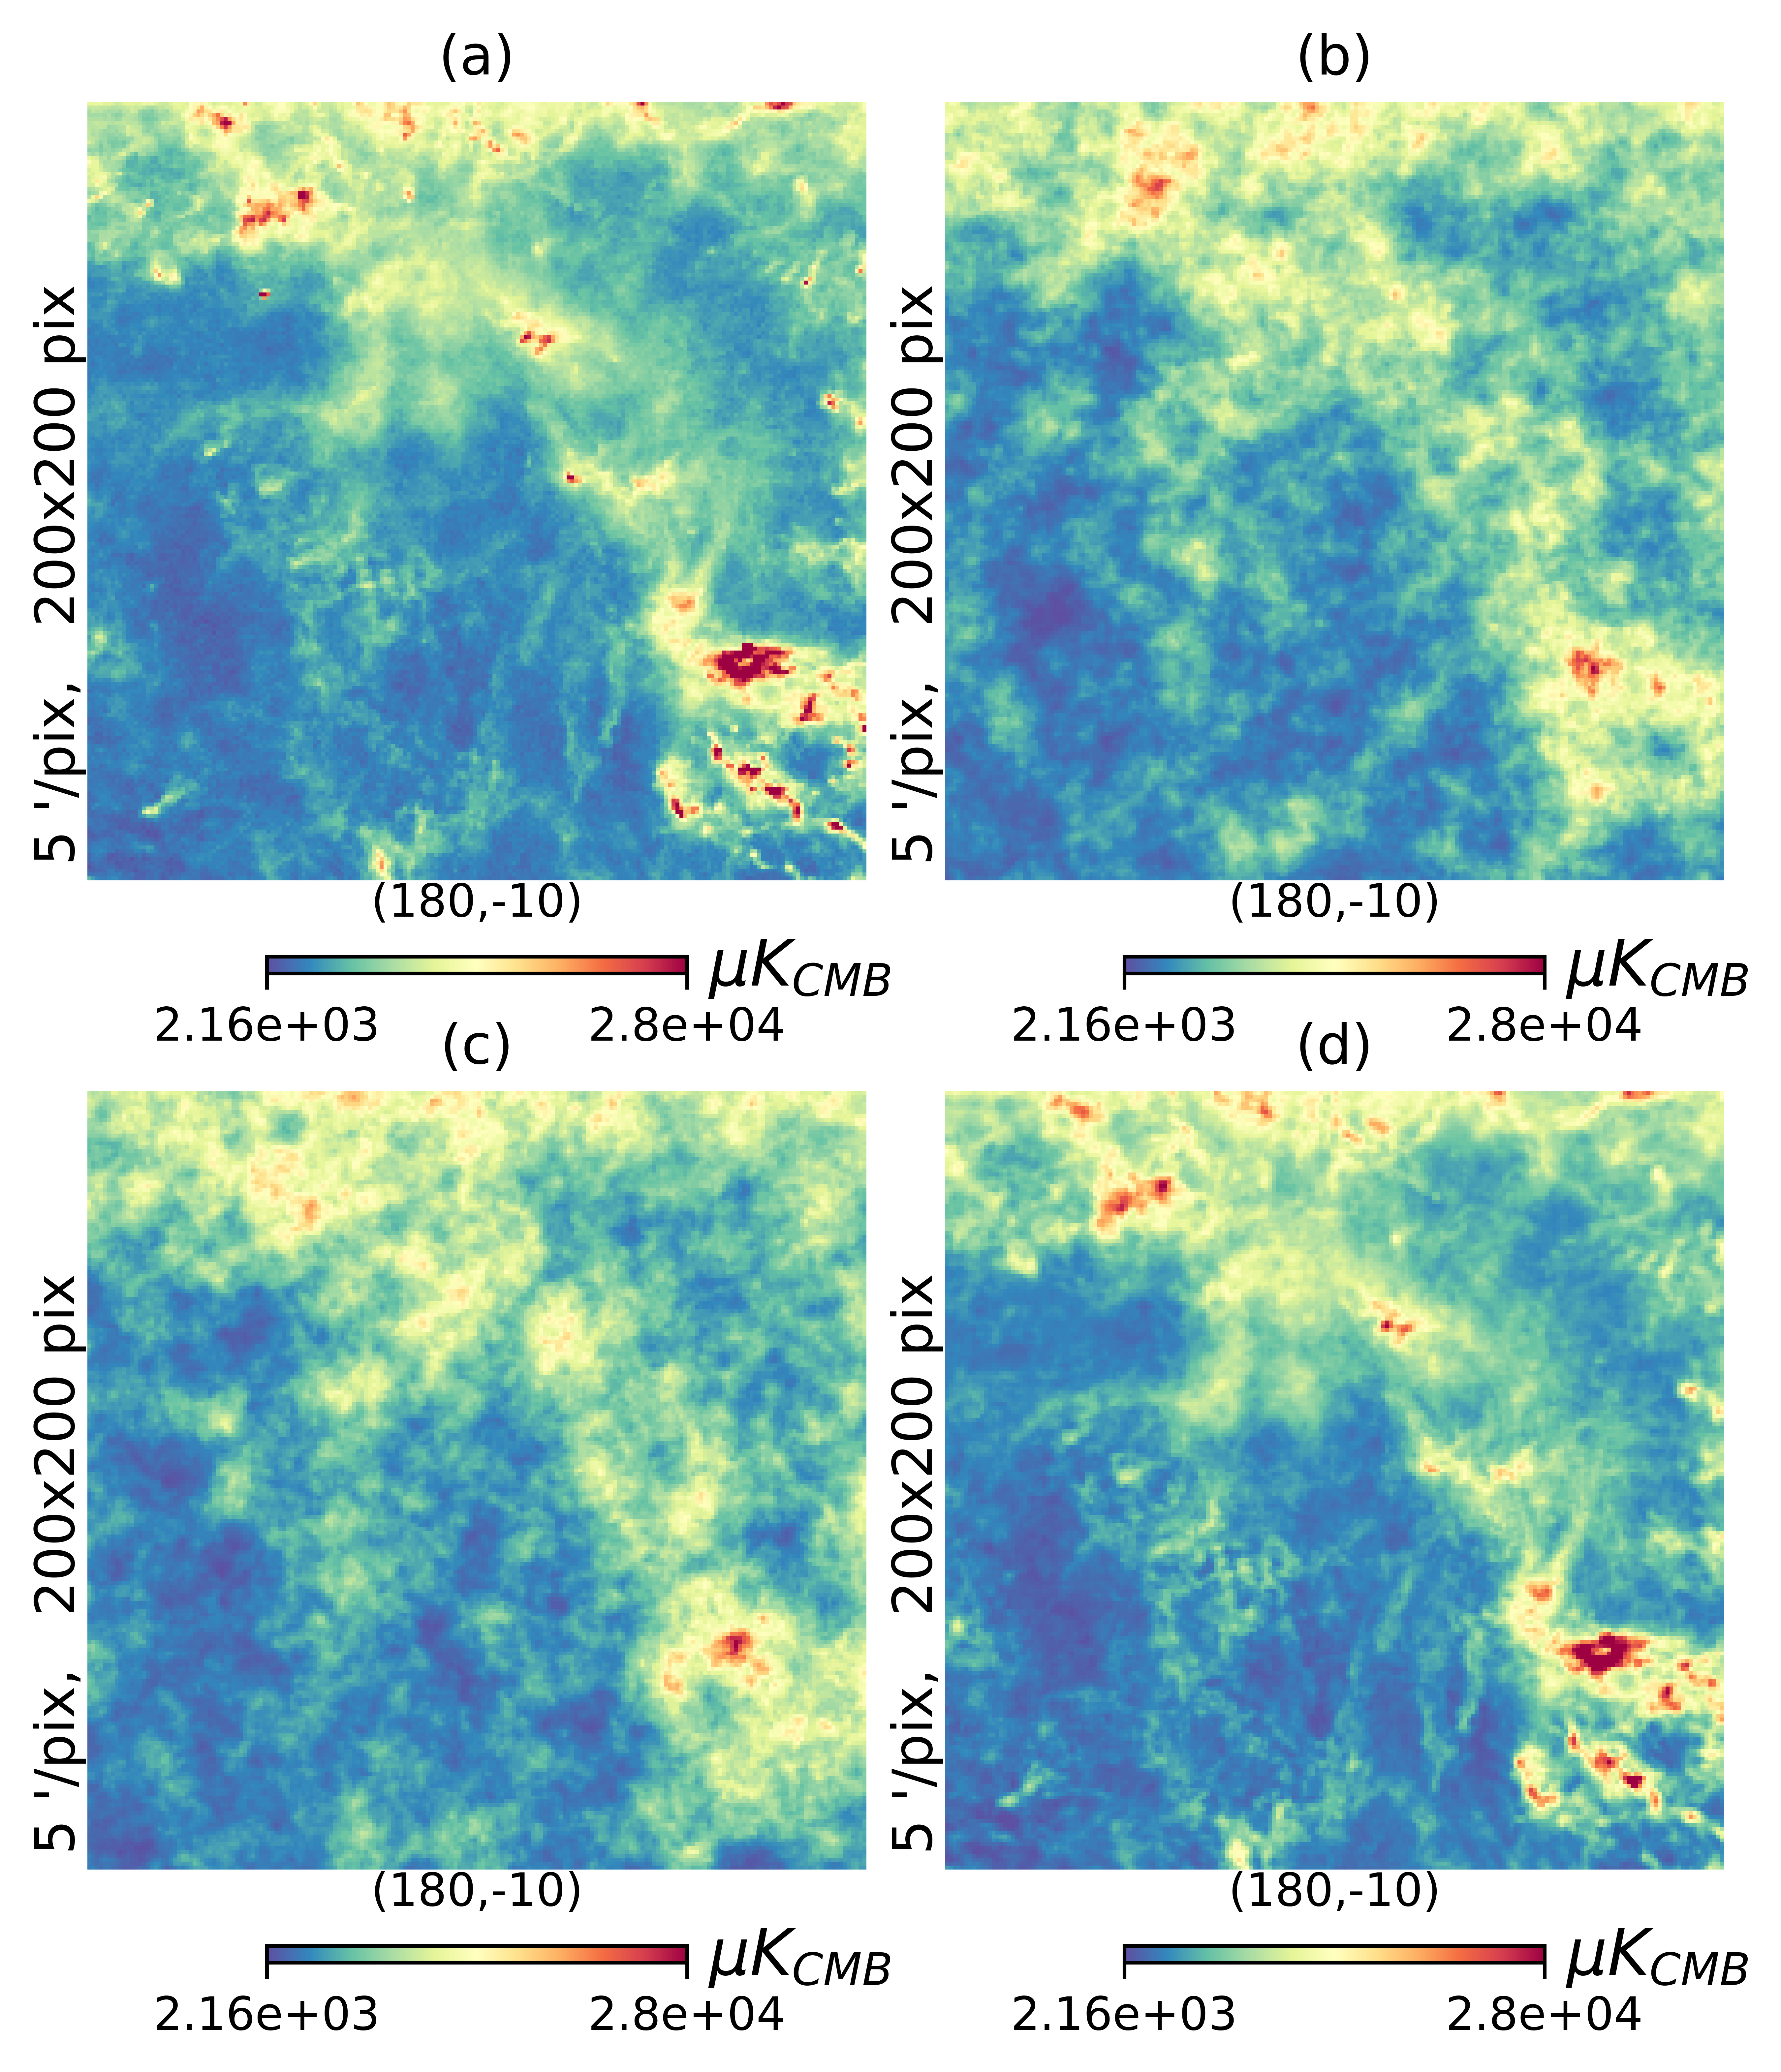 (a)
(b)
5 '/pix,   200x200 pix
5 '/pix,   200x200 pix
(180,-10)
(180,-10)
μK_CMB
μK_CMB
2.16e+03
2.8e+04
2.16e+03
2.8e+04
(c)
(d)
5 '/pix,   200x200 pix
5 '/pix,   200x200 pix
(180,-10)
(180,-10)
μK_CMB
μK_CMB
2.16e+03
2.8e+04
2.16e+03
2.8e+04